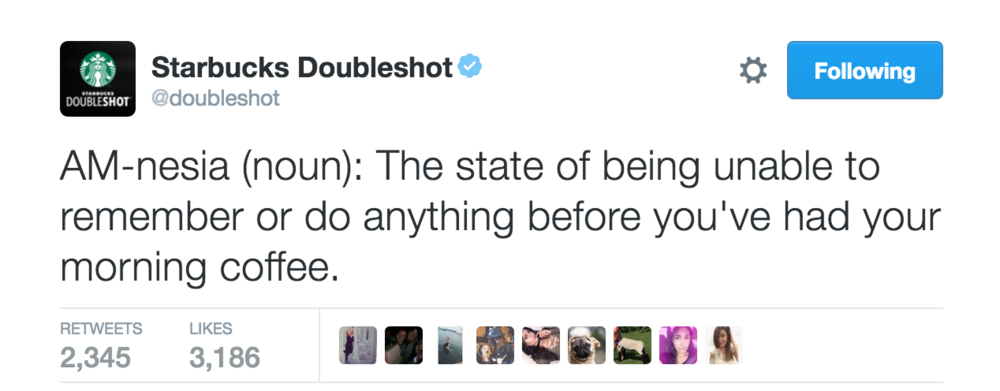 Starbucks Doubleshot
@doubleshot
Following
STARBUCKS
DOUBLESHOT
AM-nesia (noun): The state of being unable to
remember or do anything before you've had your
morning coffee.
RETWEETS LIKES
2,345 3,186